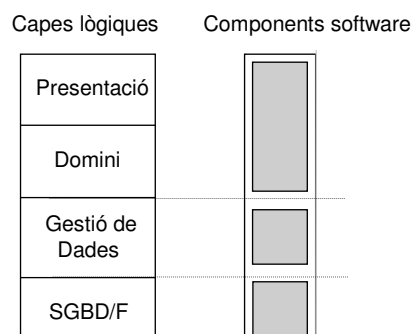 Capes lògiques
Components software
Presentació
Domini
Gestió de
Dades
SGBD/F